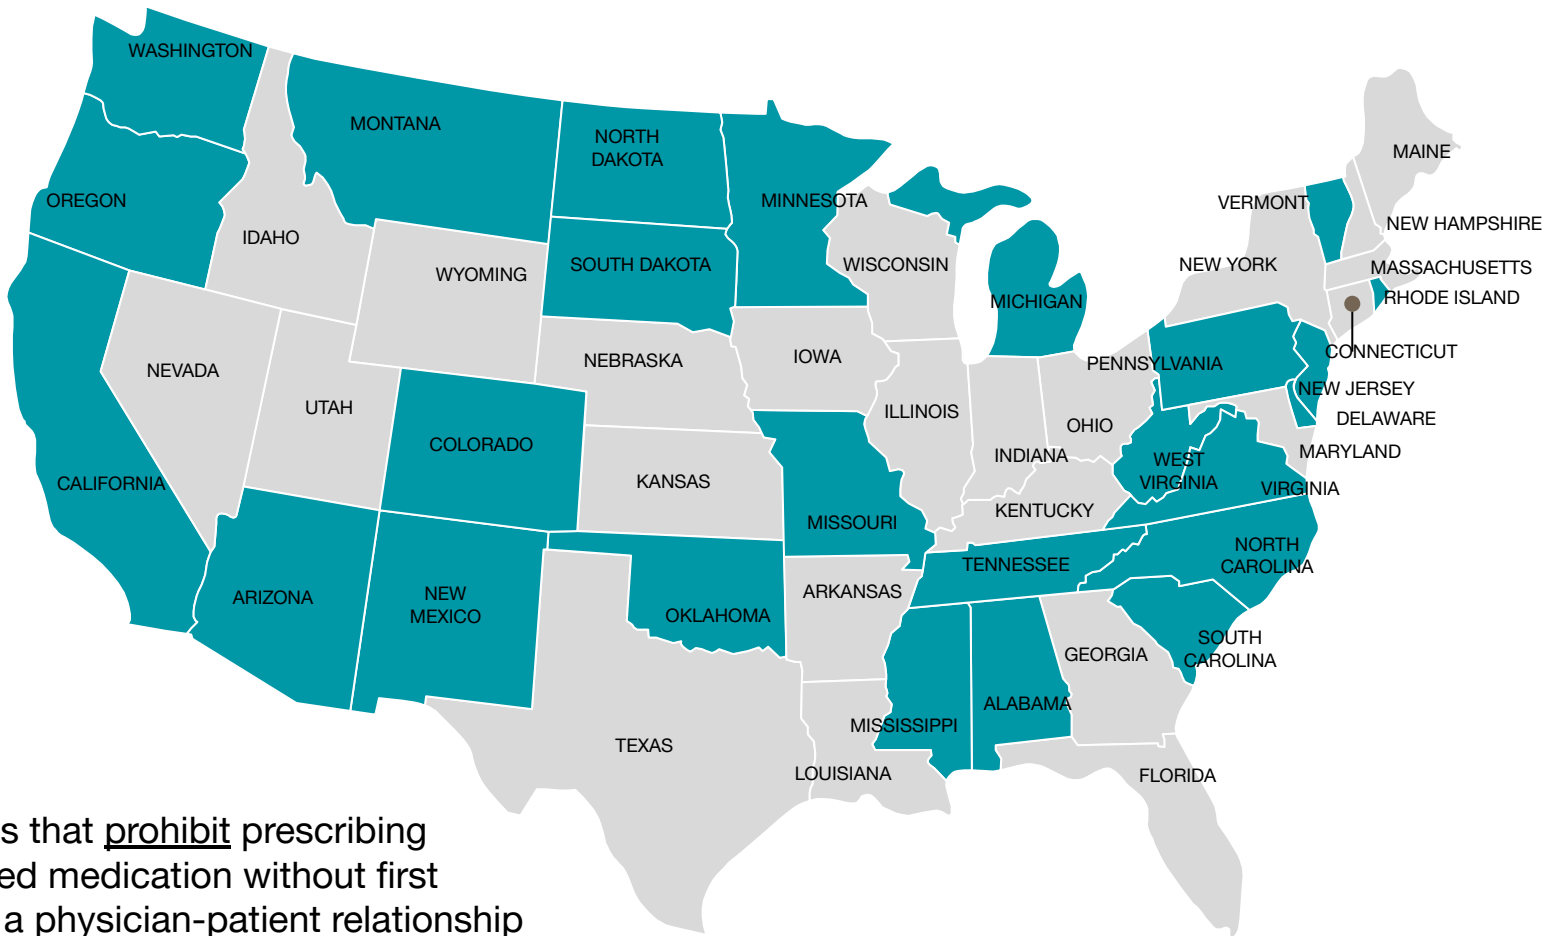 WASHINGTON
MONTANA
NORTH
DAKOTA
MINNESOTA
MAINE
OREGON
VERMONT
IDAHO
NEW HAMPSHIRE
WYOMING
SOUTH DAKOTA
WISCONSIN
NEW YORK
MASSACHUSETTS
MICHIGAN
RHODE ISLAND
NEVADA
NEBRASKA
IOWA
PENNSYLVANIA
CONNECTICUT
NEW JERSEY
UTAH
COLORADO
ILLINOIS
OHIO
DELAWARE
INDIANA
MARYLAND
CALIFORNIA
KANSAS
WEST
VIRGINIA
VIRGINIA
MISSOURI
KENTUCKY
TENNESSEE
NORTH
CAROLINA
ARIZONA
NEW
MEXICO
OKLAHOMA
ARKANSAS
SOUTH
CAROLINA
GEORGIA
ALABAMA
MISSISSIPPI
TEXAS
LOUISIANA
FLORIDA
s that prohibit prescribing
ed medication without first
a physician-patient relationship